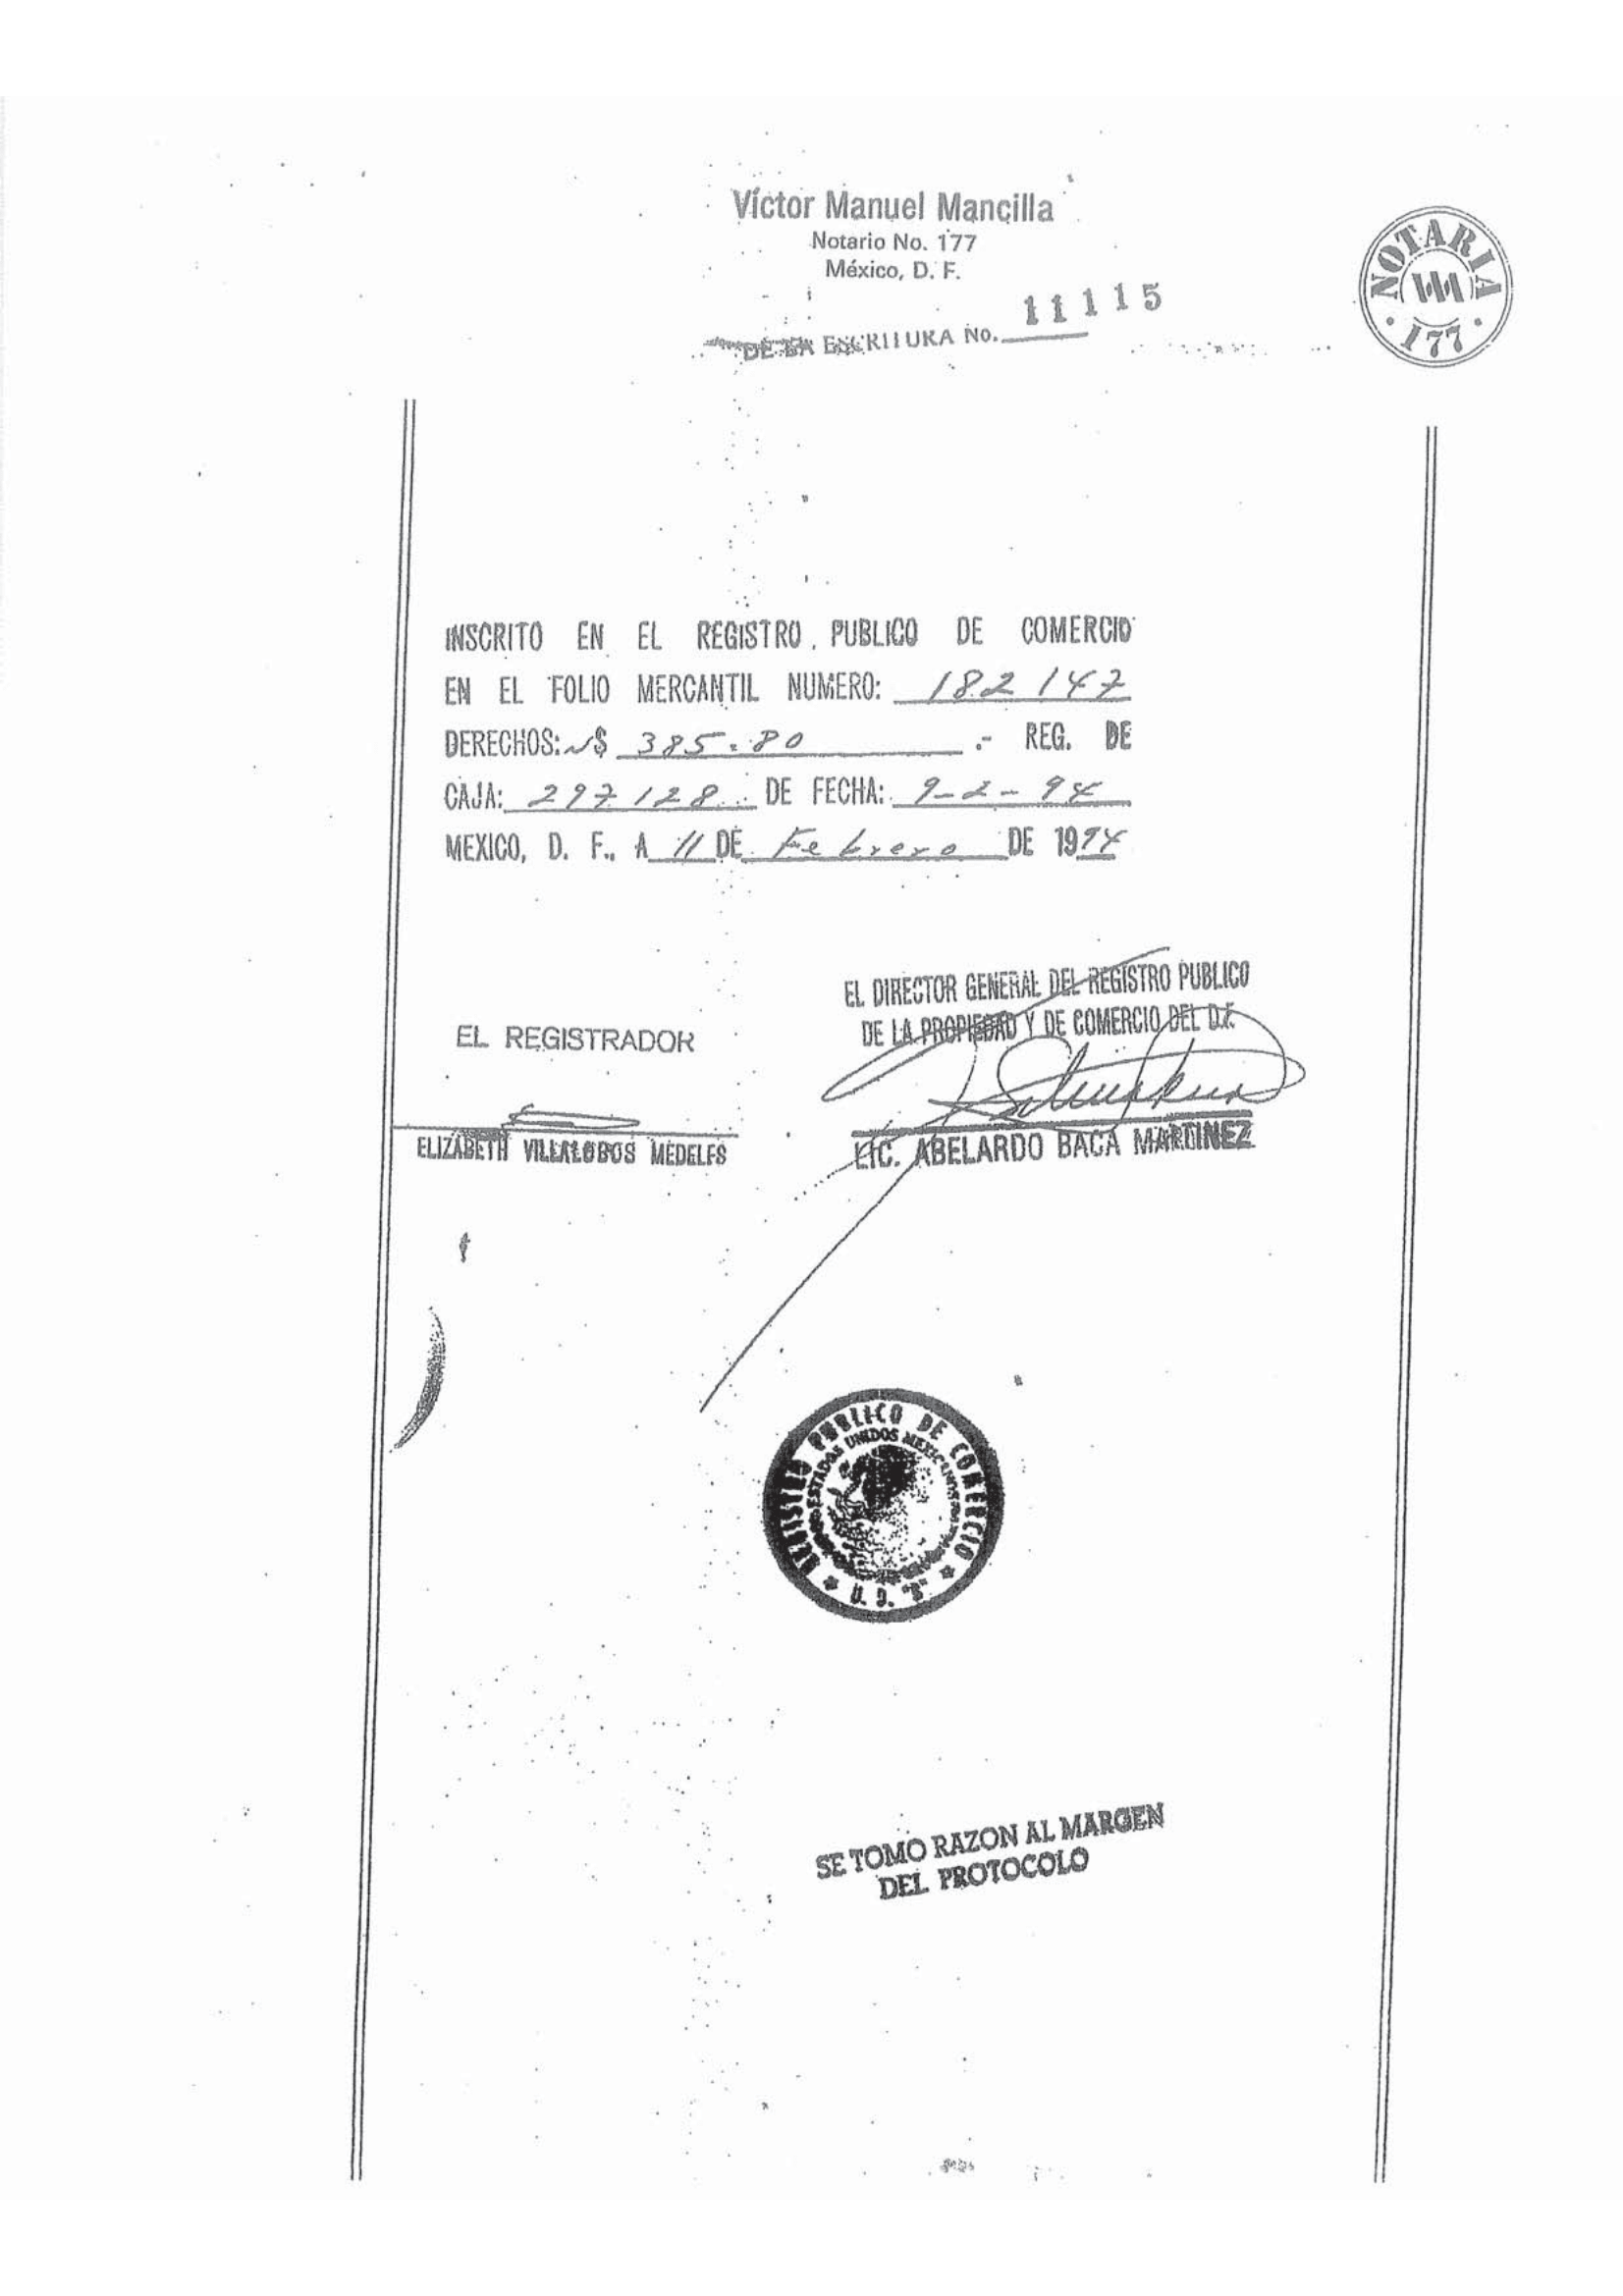 Víctor Manuel Mancilla
Notario No. 177
México, D. F.
NOTARIA
177
DE LA ESCRITURA No. 11115
INSCRITO EN EL REGISTRO PUBLICO DE COMERCIO
EN EL FOLIO MERCANTIL NUMERO: 182147
DERECHOS: N$ 385.80 .- REG. DE
CAJA: 297128 DE FECHA: 9-2-94
MEXICO, D. F., A 11 DE Febrero DE 1994
EL DIRECTOR GENERAL DEL REGISTRO PUBLICO
DE LA PROPIEDAD Y DE COMERCIO DEL D.F.
EL REGISTRADOR
ELIZABETH VILLALOBOS MEDELES
LIC. ABELARDO BACA MARTINEZ
REGISTRO PUBLICO DE COMERCIO
ESTADOS UNIDOS MEXICANOS
U. D. "B"
SE TOMO RAZON AL MARGEN
DEL PROTOCOLO